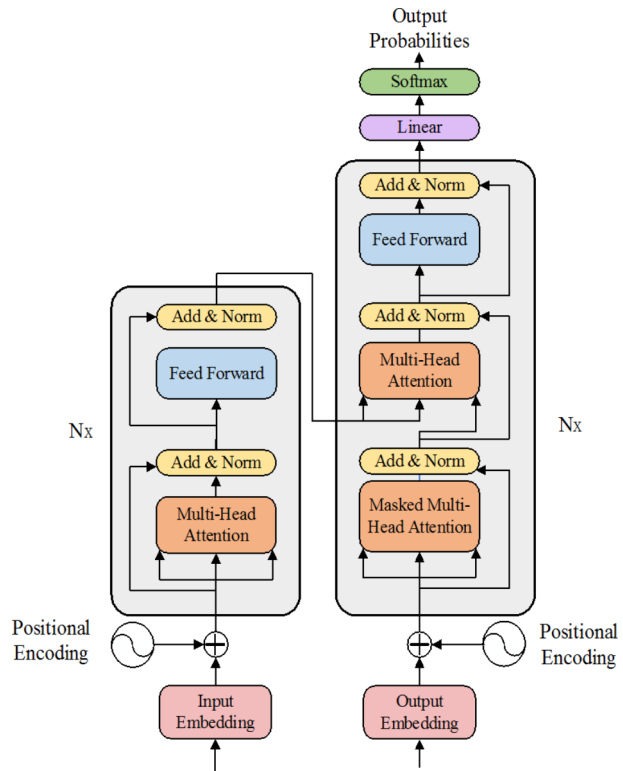 Output
Probabilities
Softmax
Linear
Add & Norm
Feed Forward
Add & Norm
Multi-Head
Attention
Add & Norm
Masked Multi-
Head Attention
Nx
Positional
Encoding
Output
Embedding
Add & Norm
Feed Forward
Add & Norm
Multi-Head
Attention
Nx
Positional
Encoding
Input
Embedding